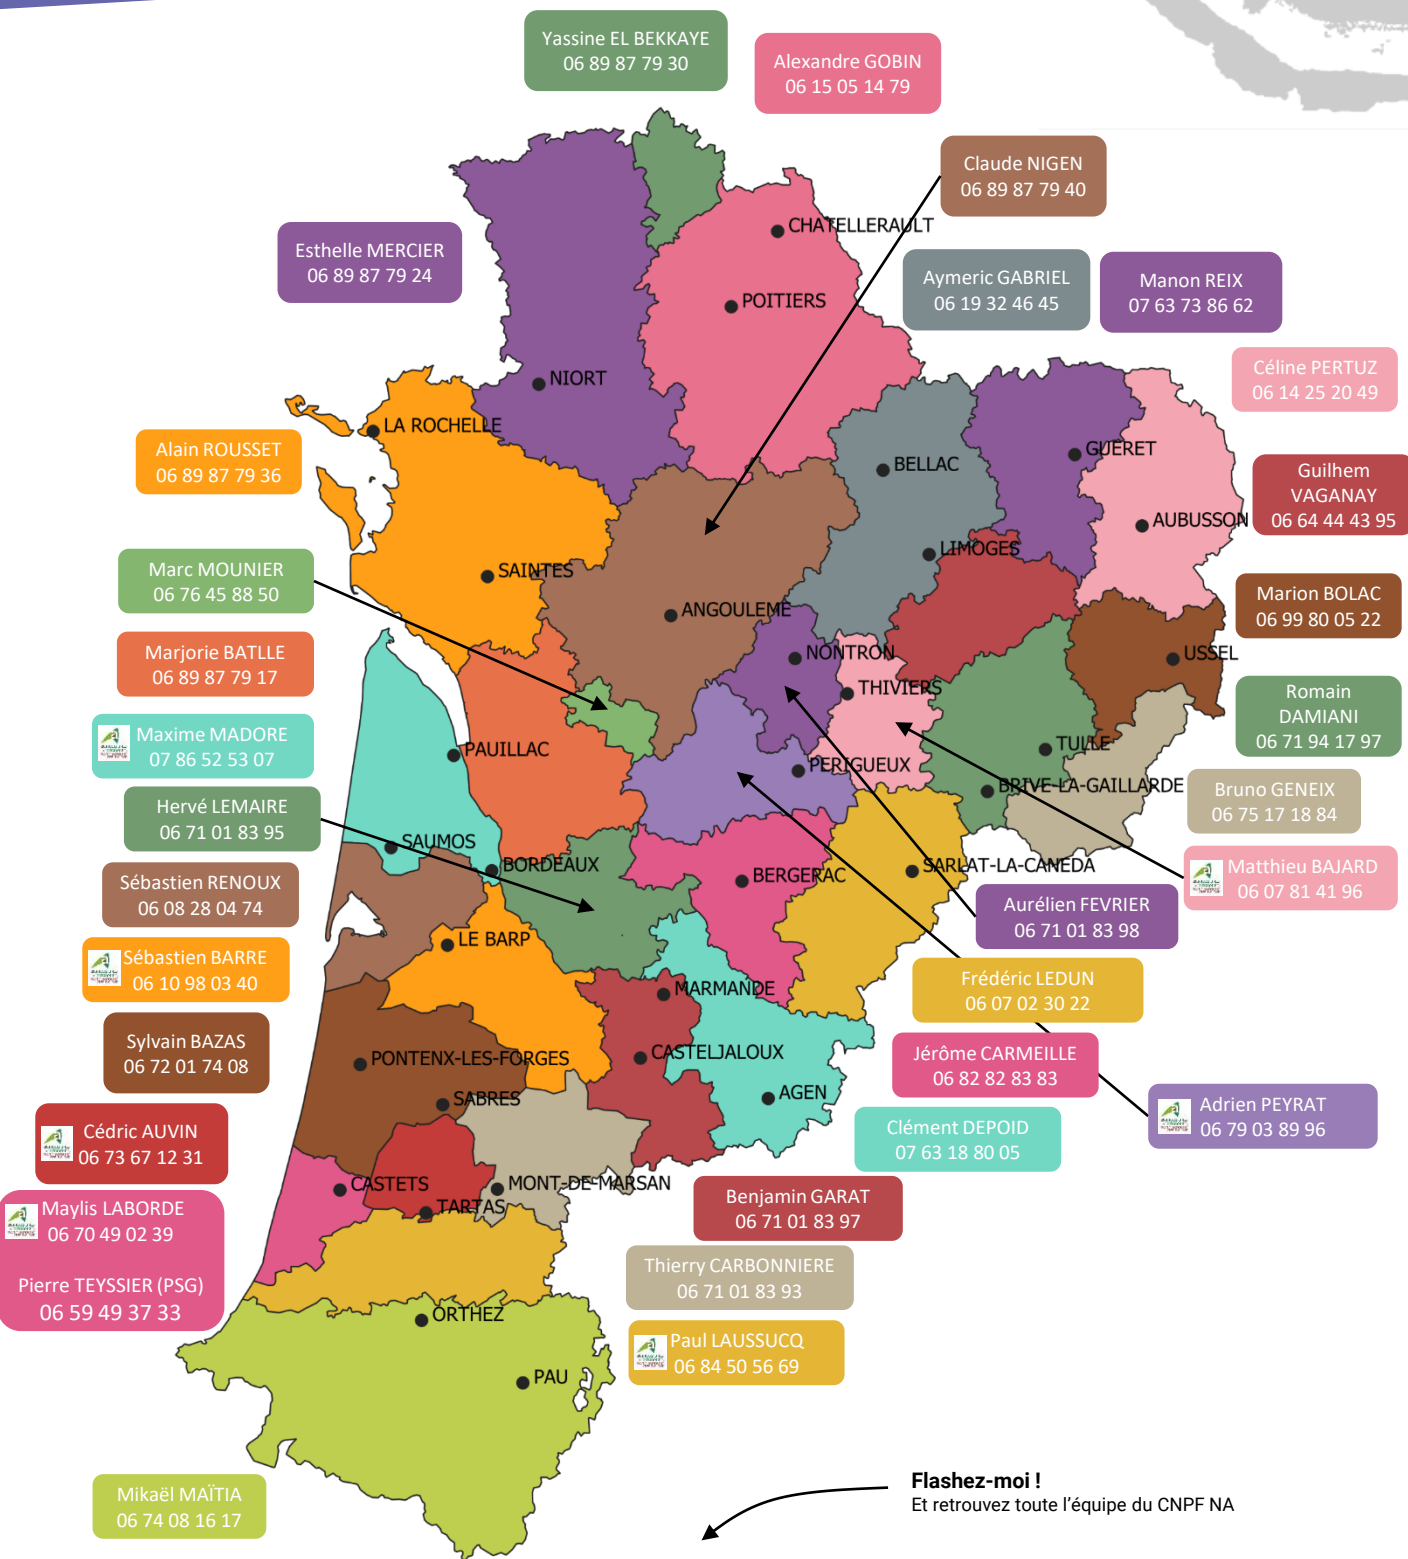 Yassine EL BEKKAYE
06 89 87 79 30
Alexandre GOBIN
06 15 05 14 79
Claude NIGEN
06 89 87 79 40
Esthelle MERCIER
06 89 87 79 24
Aymeric GABRIEL
06 19 32 46 45
Manon REIX
07 63 73 86 62
Céline PERTUZ
06 14 25 20 49
Alain ROUSSET
06 89 87 79 36
Guilhem
VAGANAY
06 64 44 43 95
Marc MOUNIER
06 76 45 88 50
Marion BOLAC
06 99 80 05 22
Marjorie BATLLE
06 89 87 79 17
Romain
DAMIANI
06 71 94 17 97
Maxime MADORE
07 86 52 53 07
Bruno GENEIX
06 75 17 18 84
Hervé LEMAIRE
06 71 01 83 95
Matthieu BAJARD
06 07 81 41 96
Sébastien RENOUX
06 08 28 04 74
Aurélien FEVRIER
06 71 01 83 98
Sébastien BARRE
06 10 98 03 40
Frédéric LEDUN
06 07 02 30 22
Sylvain BAZAS
06 72 01 74 08
Jérôme CARMEILLE
06 82 82 83 83
Adrien PEYRAT
06 79 03 89 96
Cédric AUVIN
06 73 67 12 31
Clément DEPOID
07 63 18 80 05
Maylis LABORDE
06 70 49 02 39
Pierre TEYSSIER (PSG)
06 59 49 37 33
Benjamin GARAT
06 71 01 83 97
Thierry CARBONNIERE
06 71 01 83 93
Paul LAUSSUCQ
06 84 50 56 69
Mikaël MAÏTIA
06 74 08 16 17
CHATELLERAULT
POITIERS
NIORT
LA ROCHELLE
BELLAC
GUERET
AUBUSSON
LIMOGES
SAINTES
ANGOULEME
NONTRON
USSEL
THIVIERS
PAUILLAC
TULLE
PERIGUEUX
BRIVE-LA-GAILLARDE
SAUMOS
BORDEAUX
BERGERAC
SARLAT-LA-CANEDA
LE BARP
MARMANDE
PONTENX-LES-FORGES
CASTELJALOUX
SABRES
AGEN
CASTETS
MONT-DE-MARSAN
TARTAS
ORTHEZ
PAU
Flashez-moi !
Et retrouvez toute l'équipe du CNPF NA